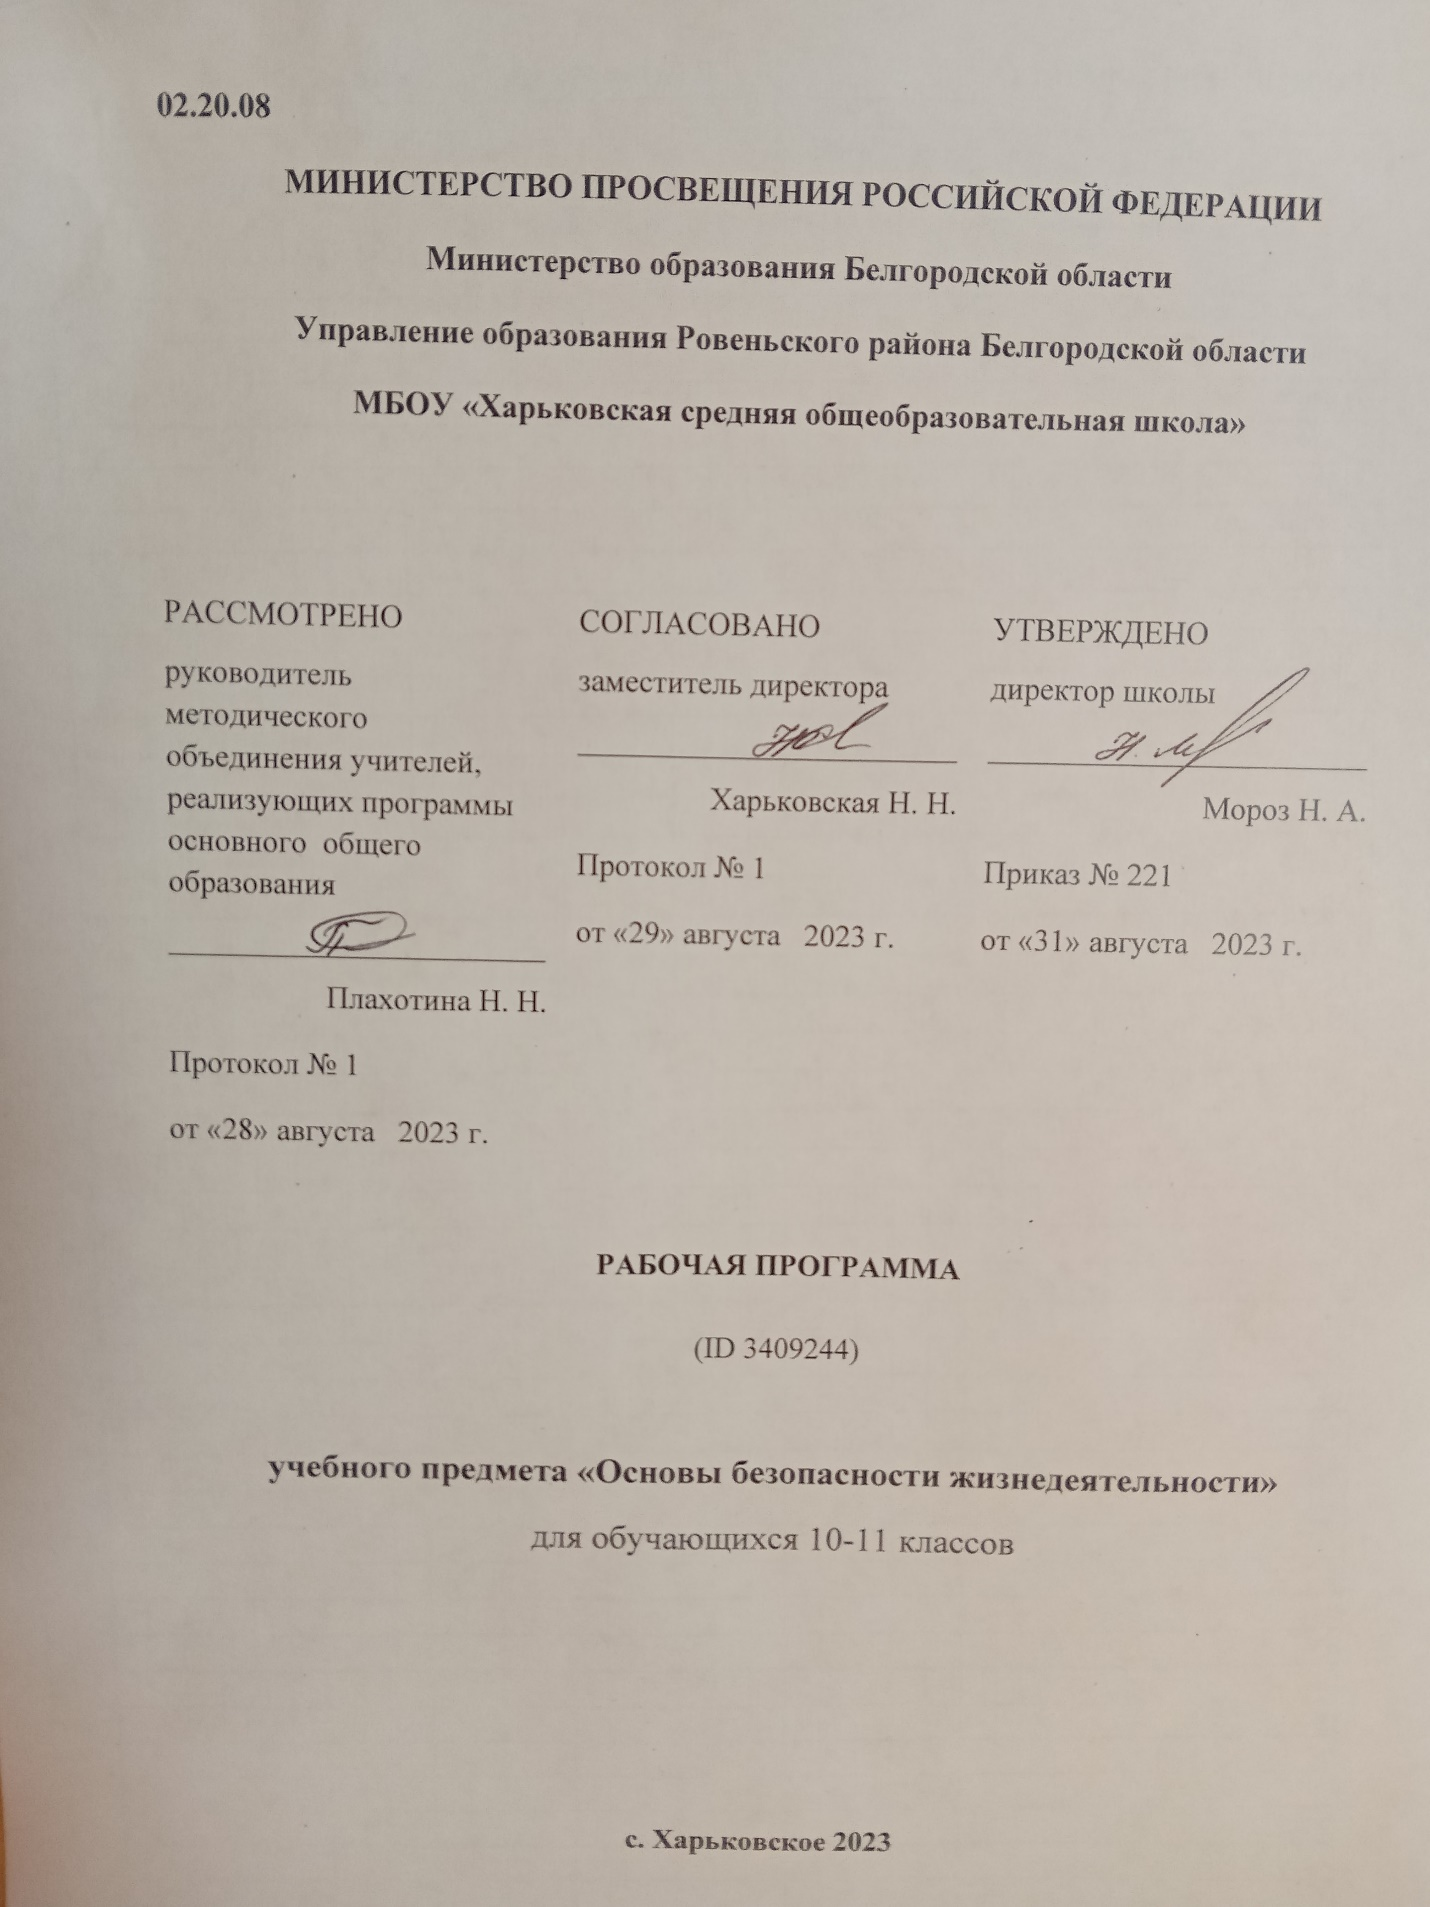 02.20.08
МИНИСТЕРСТВО ПРОСВЕЩЕНИЯ РОССИЙСКОЙ ФЕДЕРАЦИИ
Министерство образования Белгородской области
Управление образования Ровеньского района Белгородской области
МБОУ «Харьковская средняя общеобразовательная школа»
РАССМОТРЕНО
руководитель
методического
объединения учителей,
реализующих программы
основного общего
образования
Плахотина Н. Н.
Протокол № 1
от «28» августа 2023 г.
СОГЛАСОВАНО
заместитель директора
Харьковская Н. Н.
Протокол № 1
от «29» августа 2023 г.
УТВЕРЖДЕНО
директор школы
Мороз Н. А.
Приказ № 221
от «31» августа 2023 г.
РАБОЧАЯ ПРОГРАММА
(ID 3409244)
учебного предмета «Основы безопасности жизнедеятельности»
для обучающихся 10-11 классов
с. Харьковское 2023